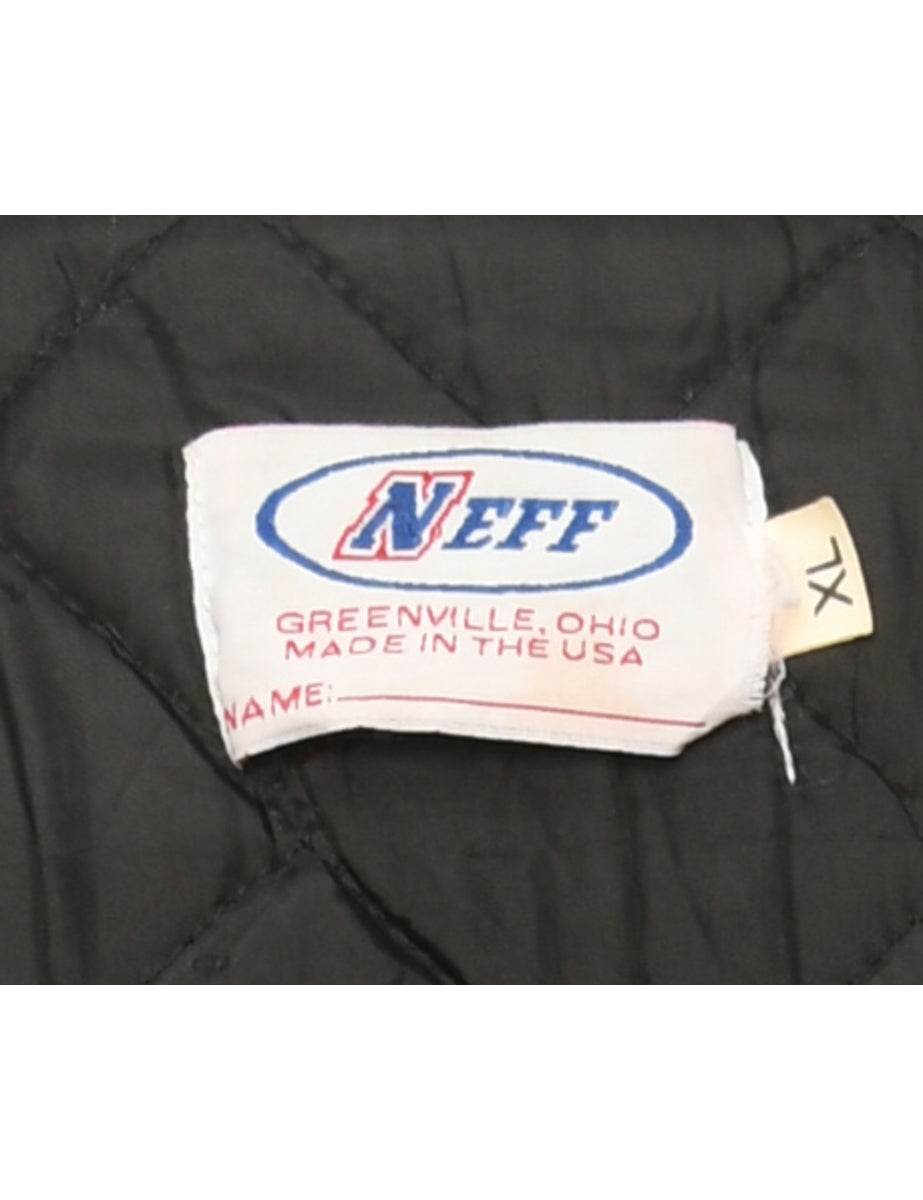 NEFF
GREENVILLE, OHIO
MADE IN THE USA
NAME:
XL